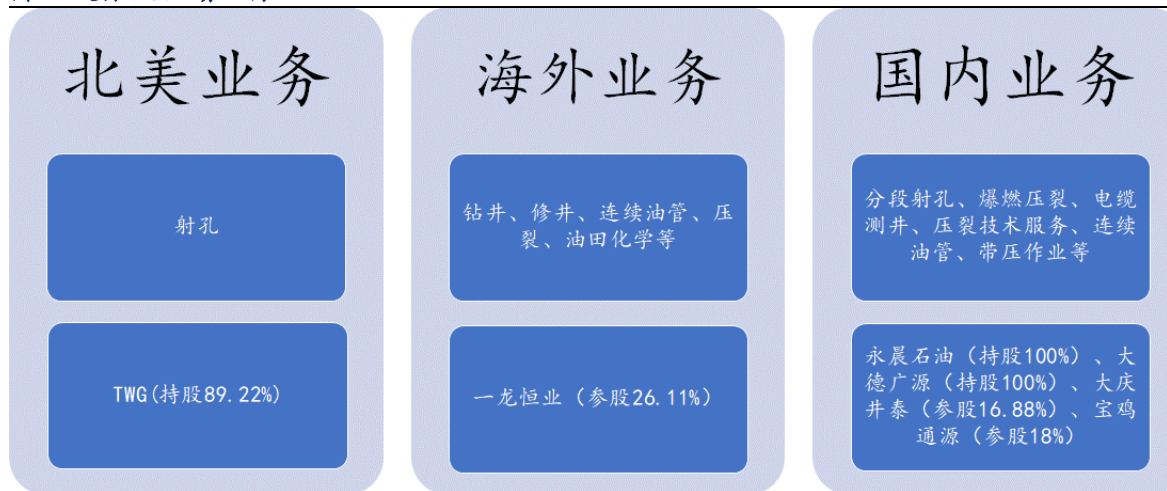 北美业务
射孔
TWG(持股89.22%)
海外业务
钻井、修井、连续油管、压
裂、油田化学等
一龙恒业（参股26.11%）
国内业务
分段射孔、爆燃压裂、电缆
测井、压裂技术服务、连续
油管、带压作业等
永晨石油（持股100%）、大
德广源（持股100%）、大庆
井泰（参股16.88%）、宝鸡
通源（参股18%）